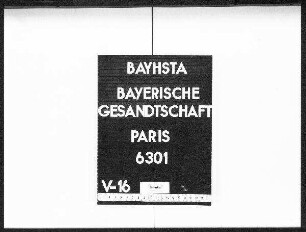 BAYHSTA
BAYERISCHE
GESANDTSCHAFT
PARIS
6301
V-16